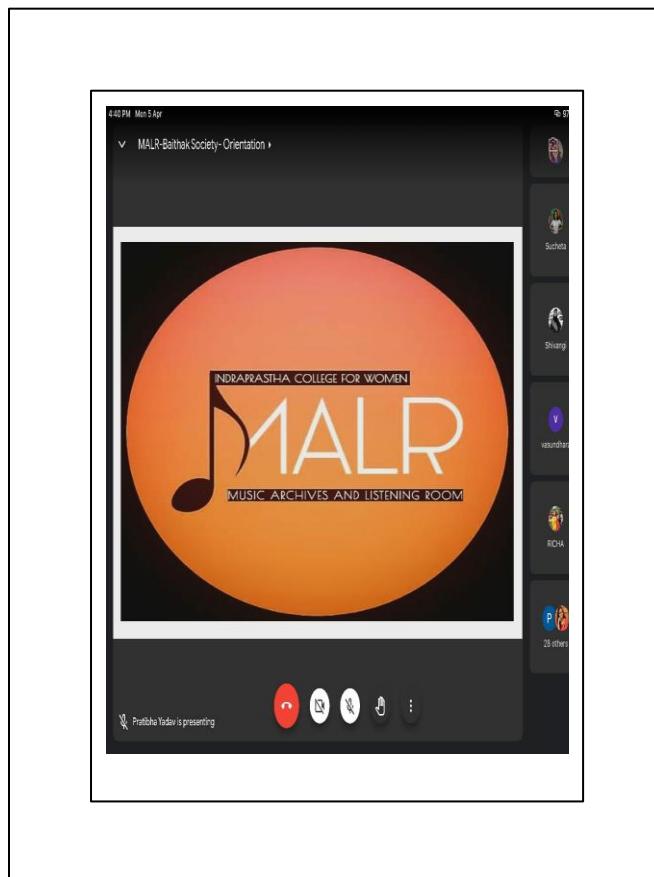 4:40 PM Mon 5 Apr
97
MALR-Baithak Society- Orientation
Sucheta
Shivangi
INDRAPRASTHA COLLEGE FOR WOMEN
MALR
MUSIC ARCHIVES AND LISTENING ROOM
V
vasundhara
RICHA
P
28 others
Pratibha Yadav is presenting